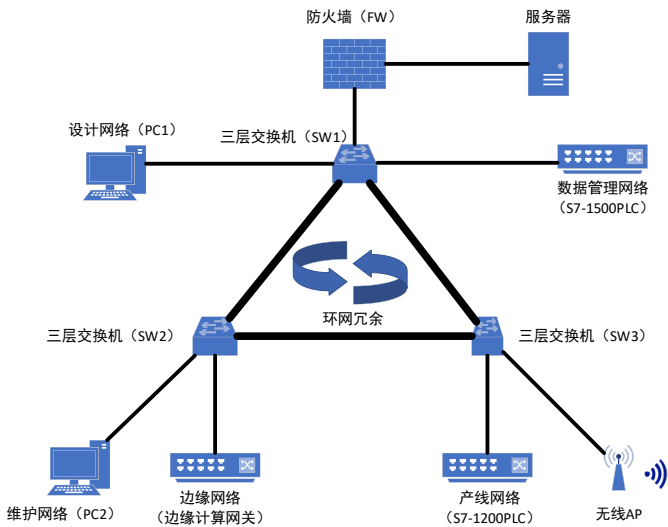 防火墙（FW）
服务器
设计网络（PC1）
三层交换机（SW1）
数据管理网络
（S7-1500PLC）
环网冗余
三层交换机（SW2）
三层交换机（SW3）
维护网络（PC2）
边缘网络
（边缘计算网关）
产线网络
（S7-1200PLC）
无线AP